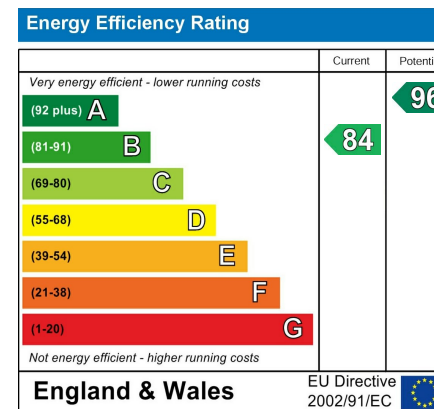 Energy Efficiency Rating
Current Potenti
Very energy efficient - lower running costs
(92 plus) A
96
(81-91) B
84
(69-80) C
(55-68) D
(39-54) E
(21-38) F
(1-20) G
Not energy efficient - higher running costs
England & Wales
EU Directive
2002/91/EC